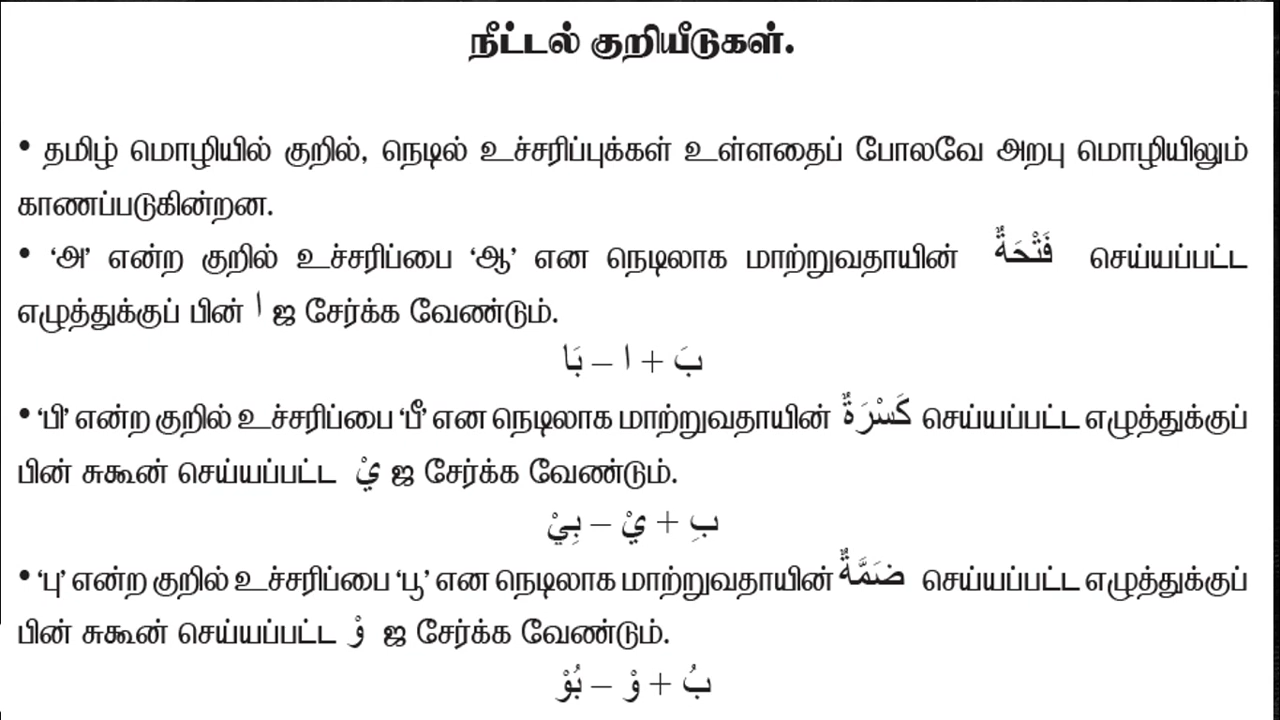 நீட்டல் குறியீடுகள்.
• தமிழ் மொழியில் குறில், நெடில் உச்சரிப்புக்கள் உள்ளதைப் போலவே அறபு மொழியிலும்
காணப்படுகின்றன.
• ‘அ’ என்ற குறில் உச்சரிப்பை ‘ஆ’ என நெடிலாக மாற்றுவதாயின் فَتْحَةٌ செய்யப்பட்ட
எழுத்துக்குப் பின் ا ஐ சேர்க்க வேண்டும்.
بَ + ا – بَا
• ‘பி’ என்ற குறில் உச்சரிப்பை ‘பீ’ என நெடிலாக மாற்றுவதாயின் كَسْرَةٌ செய்யப்பட்ட எழுத்துக்குப்
பின் சுகூன் செய்யப்பட்ட يْ ஐ சேர்க்க வேண்டும்.
بِ + يْ – بِيْ
• ‘பு’ என்ற குறில் உச்சரிப்பை ‘பூ’ என நெடிலாக மாற்றுவதாயின் ضَمَّةٌ செய்யப்பட்ட எழுத்துக்குப்
பின் சுகூன் செய்யப்பட்ட وْ ஐ சேர்க்க வேண்டும்.
بُ + وْ – بُوْ